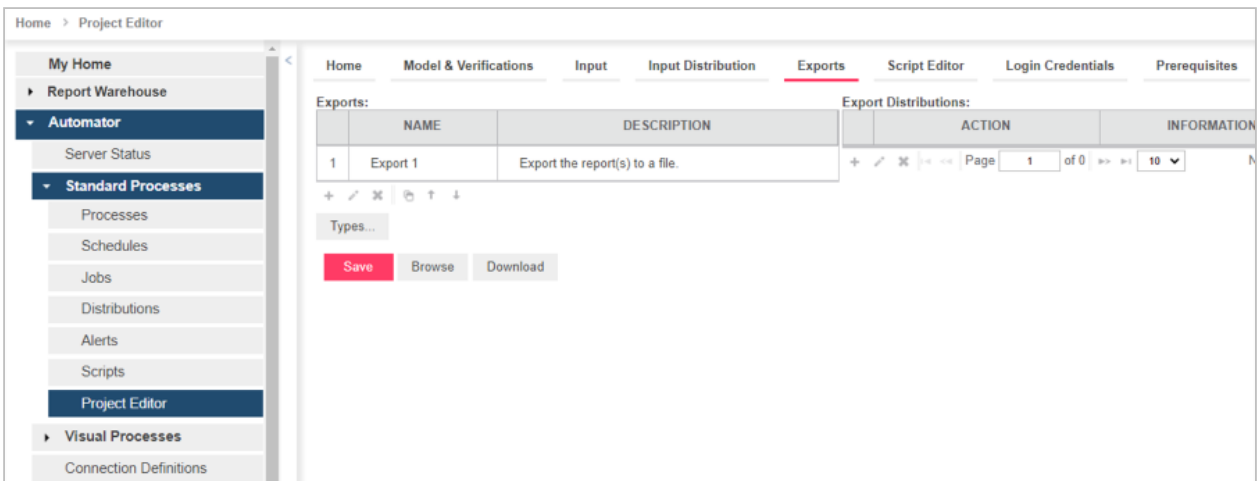 Home > Project Editor
My Home
Report Warehouse
Automator
Server Status
Standard Processes
Processes
Schedules
Jobs
Distributions
Alerts
Scripts
Project Editor
Visual Processes
Connection Definitions
Home Model & Verifications Input Input Distribution Exports Script Editor Login Credentials Prerequisites
Exports: Export Distributions:
NAME DESCRIPTION ACTION INFORMATION
1 Export 1 Export the report(s) to a file. Page 1 of 0 10 N
Types...
Save Browse Download